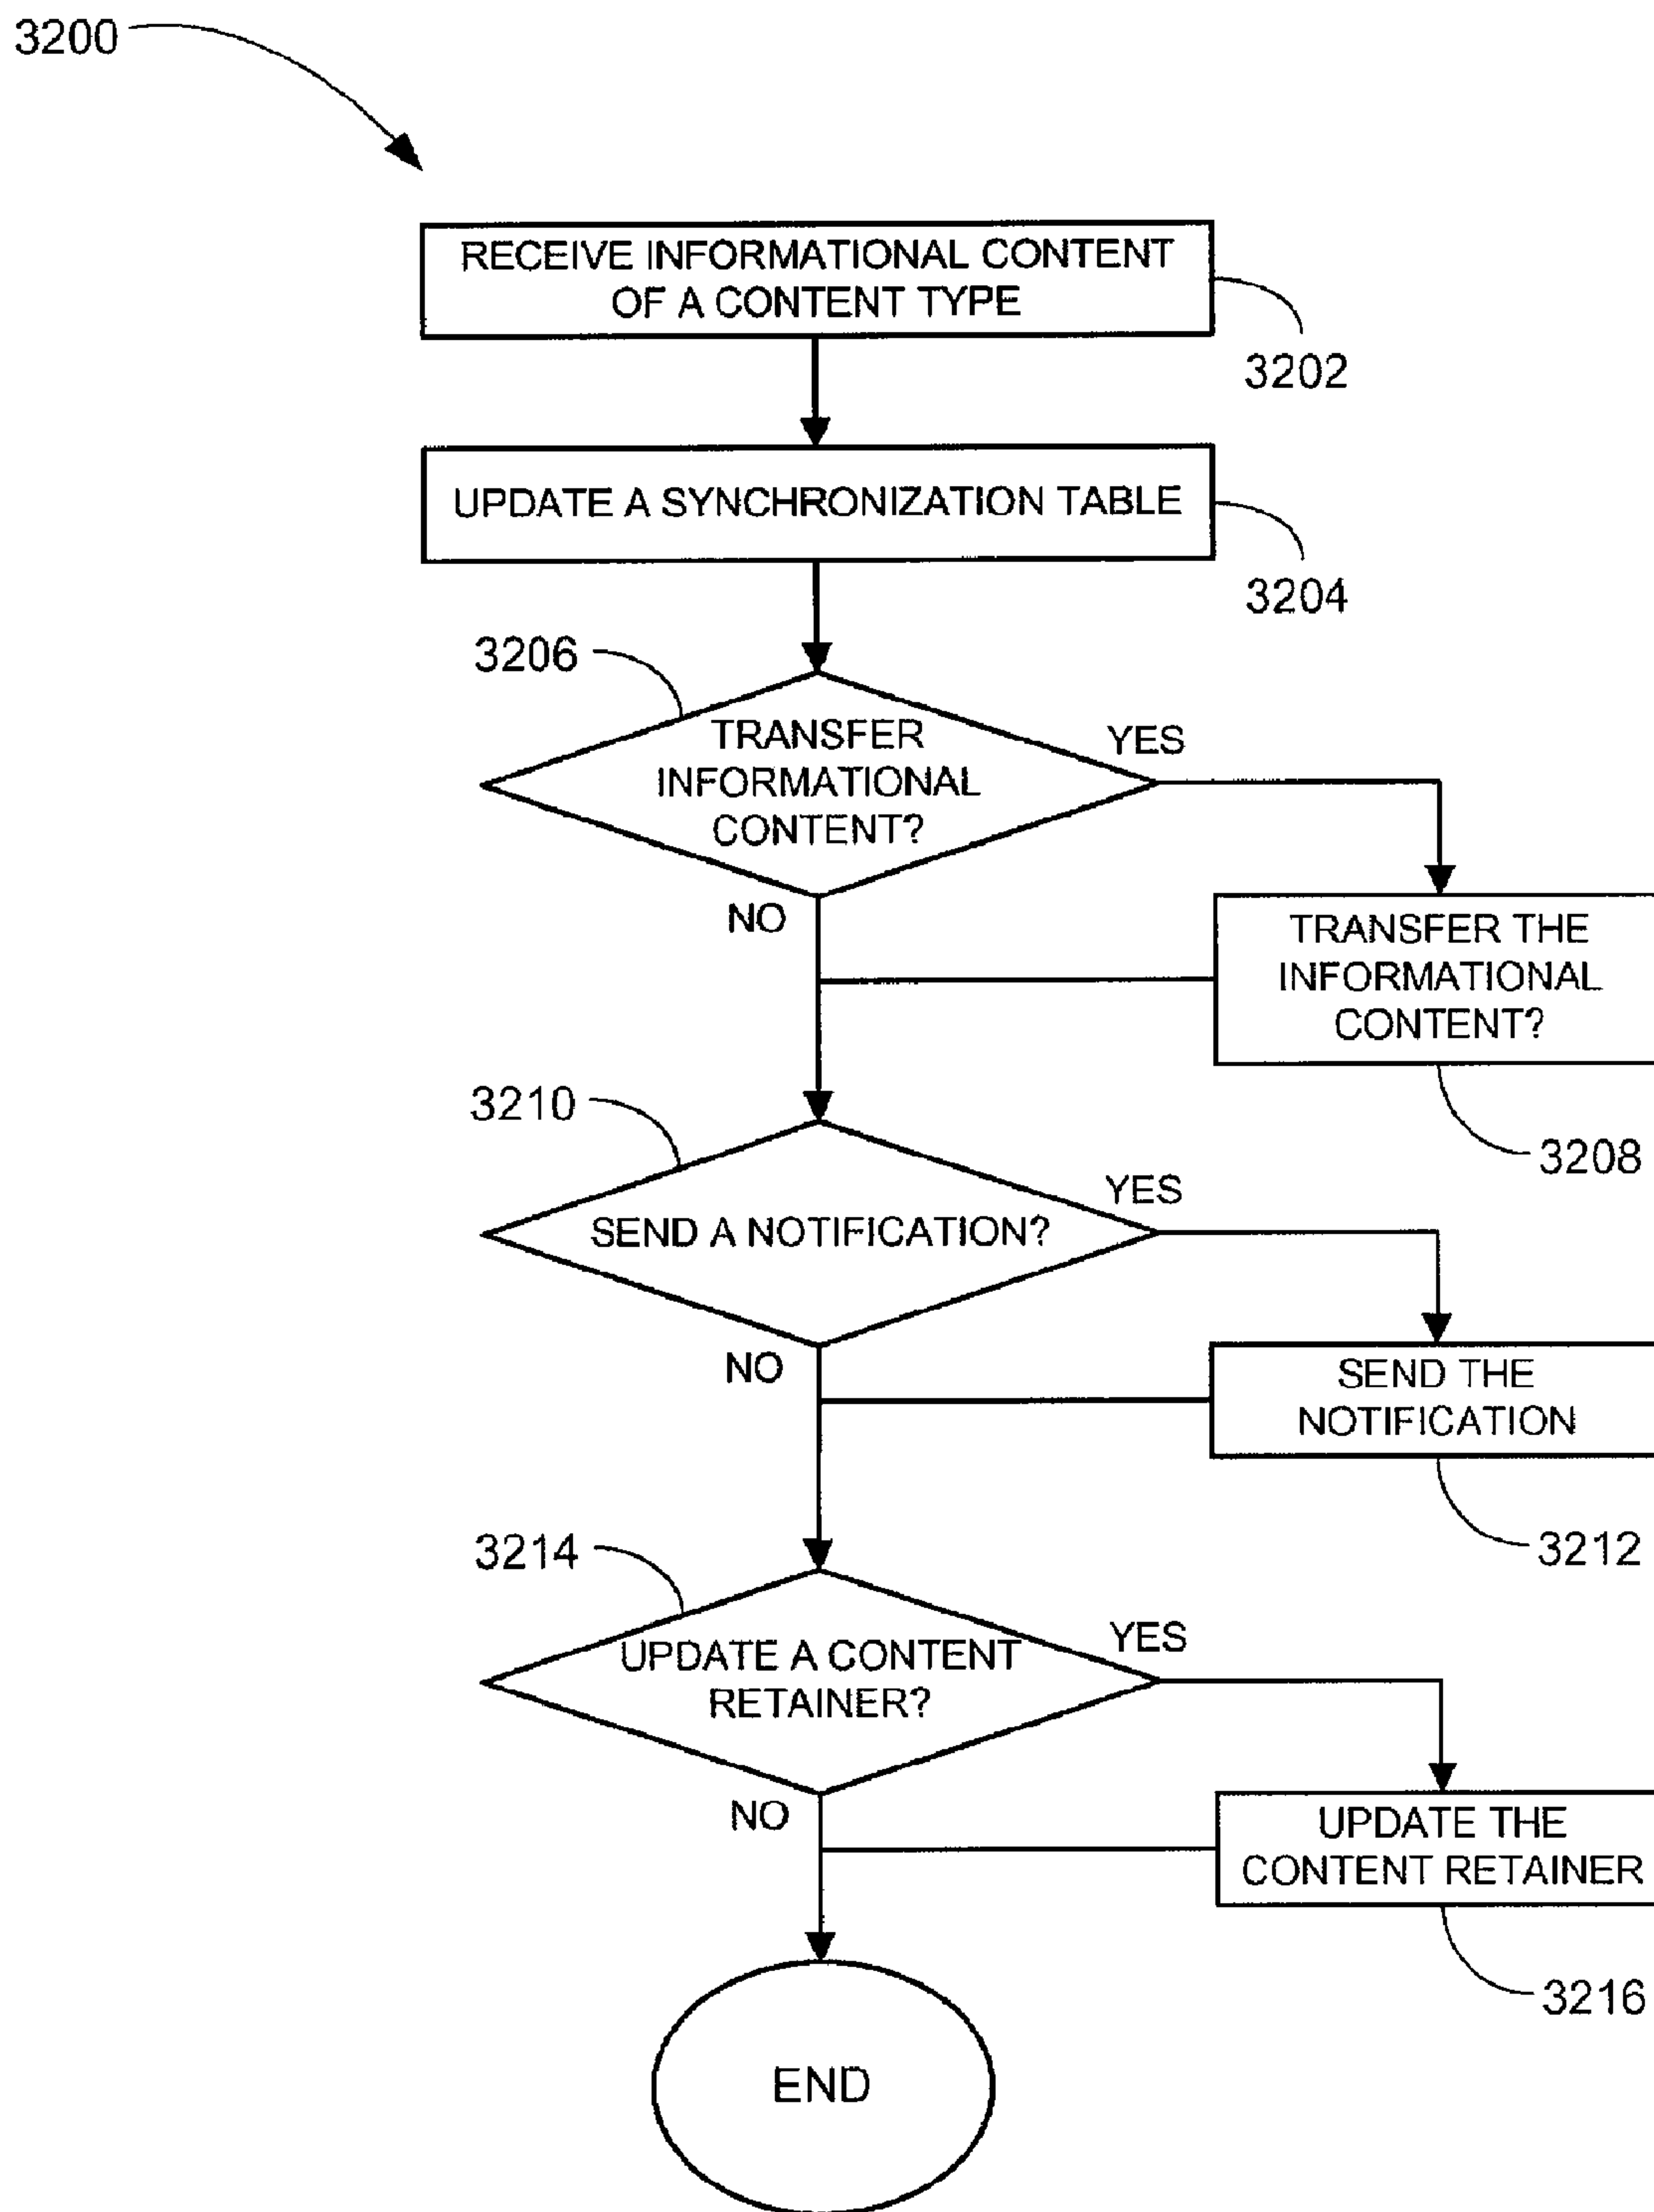 3200
RECEIVE INFORMATIONAL CONTENT
OF A CONTENT TYPE
3202
UPDATE A SYNCHRONIZATION TABLE
3204
3206
TRANSFER
INFORMATIONAL
CONTENT?
YES
NO
TRANSFER THE
INFORMATIONAL
CONTENT?
3208
3210
SEND A NOTIFICATION?
YES
NO
SEND THE
NOTIFICATION
3212
3214
UPDATE A CONTENT
RETAINER?
YES
NO
UPDATE THE
CONTENT RETAINER
3216
END